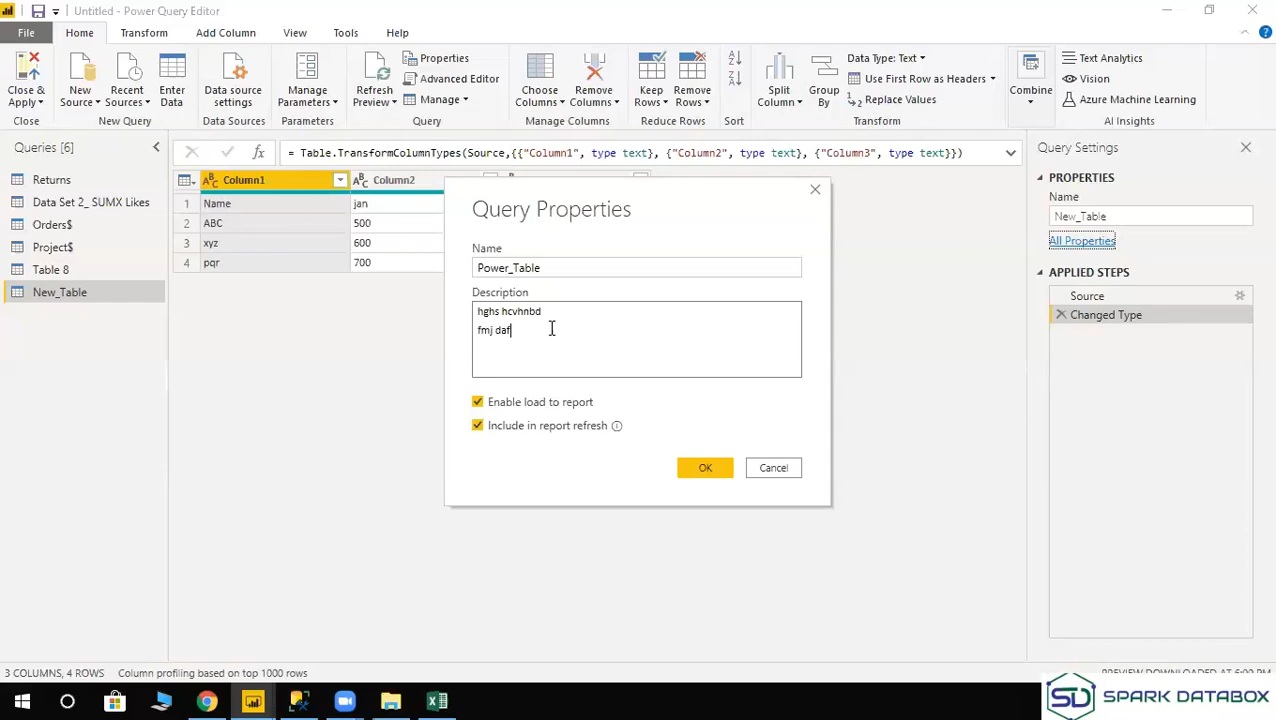 Untitled - Power Query Editor
File Home Transform Add Column View Tools Help
Close & Apply
New Source
Recent Sources
Enter Data
Data source settings
Manage Parameters
Refresh Preview
Properties
Advanced Editor
Manage
Choose Columns
Remove Columns
Keep Rows
Remove Rows
Split Column
Group By
Data Type: Text
Use First Row as Headers
Replace Values
Combine
Text Analytics
Vision
Azure Machine Learning
Close New Query Data Sources Parameters Query Manage Columns Reduce Rows Sort Transform AI Insights
Queries [6]
Returns
Data Set 2_ SUMX Likes
Orders$
Project$
Table 8
New_Table
fx = Table.TransformColumnTypes(Source,{{"Column1", type text}, {"Column2", type text}, {"Column3", type text}})
Column1 Column2
1 Name jan
2 ABC 500
3 xyz 600
4 pqr 700
Query Properties
Name
Power_Table
Description
hghs hcvhnbd
fmj daf
Enable load to report
Include in report refresh
OK Cancel
Query Settings
PROPERTIES
Name
New_Table
All Properties
APPLIED STEPS
Source
Changed Type
3 COLUMNS, 4 ROWS Column profiling based on top 1000 rows
PREVIEW DOWNLOADED AT 6:00 PM
SD SPARK DATABOX